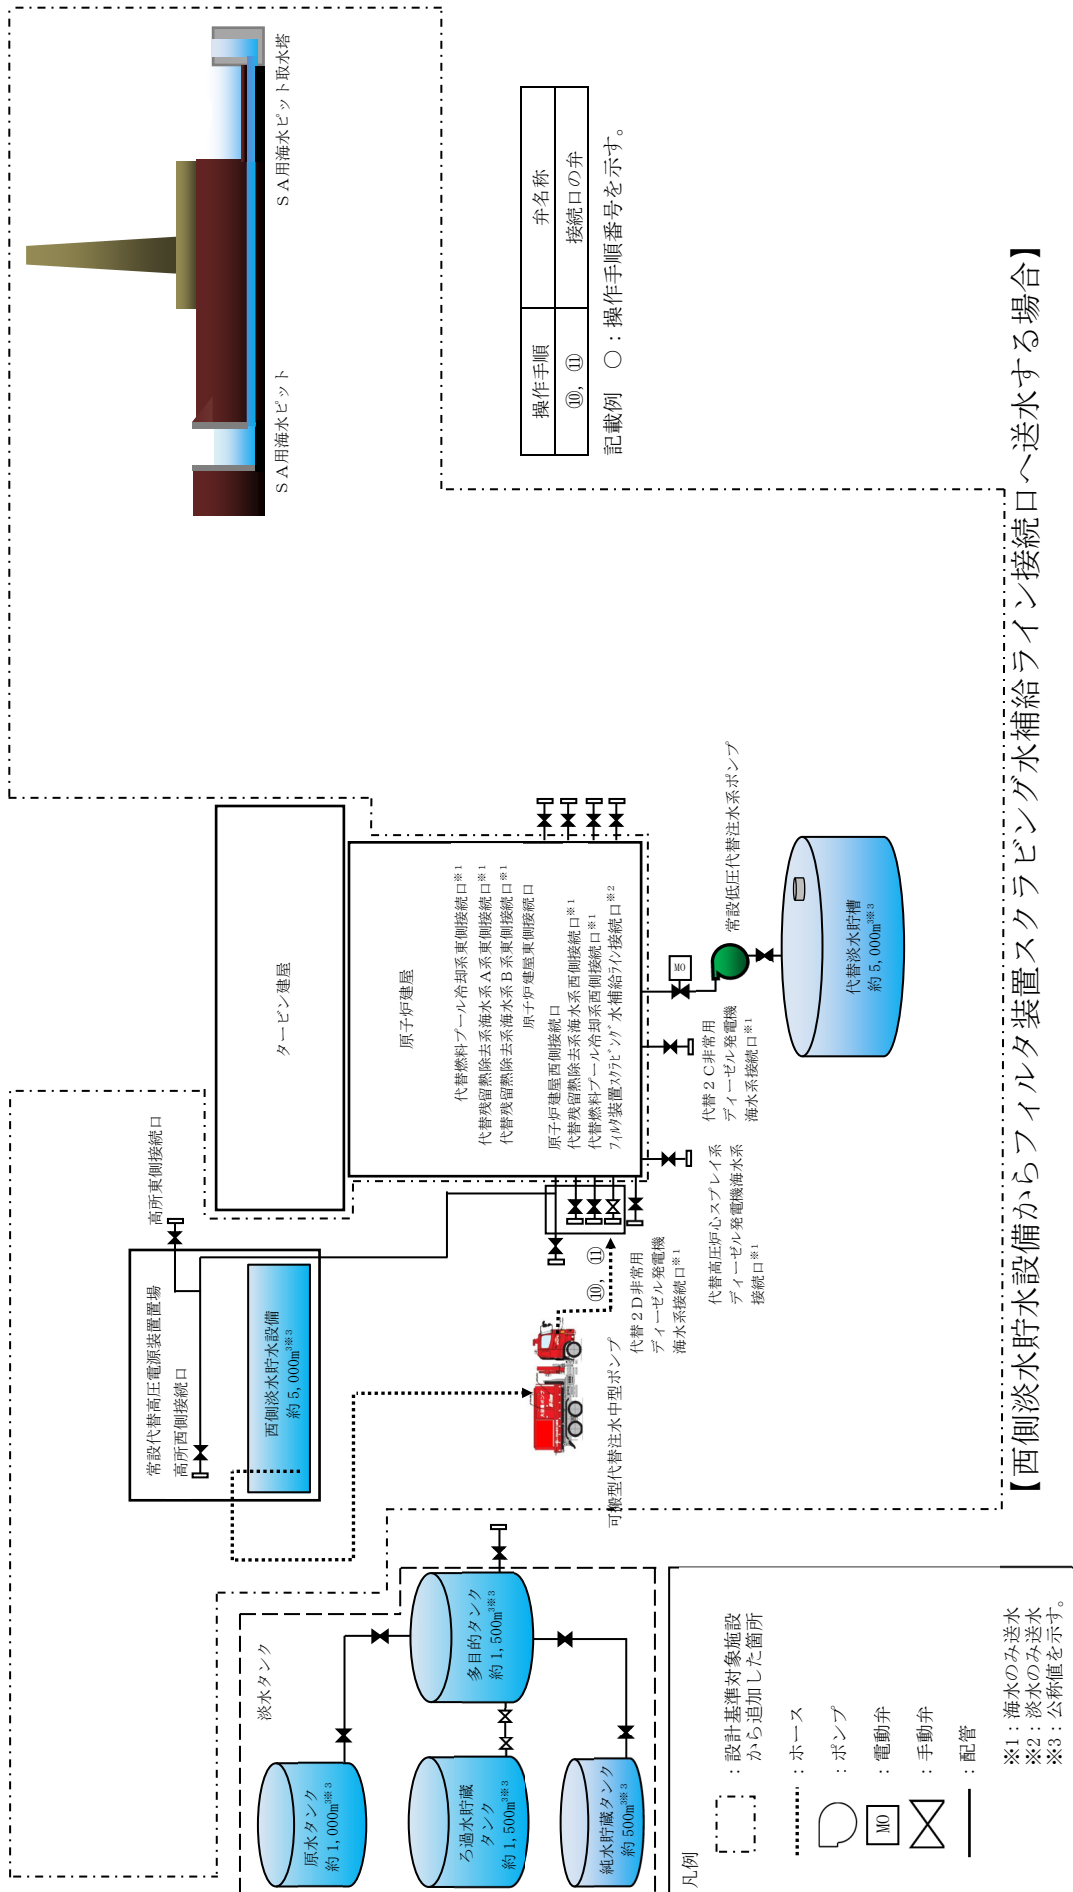 ＳＡ用海水ピット取水塔
ＳＡ用海水ピット
操作手順
弁名称
⑩，⑪
接続口の弁
記載例　○：操作手順番号を示す。
タービン建屋
原子炉建屋
代替燃料プール冷却系東側接続口※1
代替残留熱除去系海水系Ａ系東側接続口※1
代替残留熱除去系海水系Ｂ系東側接続口※1
原子炉建屋東側接続口
原子炉建屋西側接続口
代替残留熱除去系海水系西側接続口※1
代替燃料プール冷却系西側接続口※1
ﾌｨﾙﾀ装置ｽｸﾗﾋﾞﾝｸﾞ水補給ﾗｲﾝ接続口※2
高所東側接続口
常設代替高圧電源装置置場
高所西側接続口
西側淡水貯水設備
約5,000m3※3
⑩，⑪
可搬型代替注水中型ポンプ
代替２Ｄ非常用
ディーゼル発電機
海水系接続口※1
代替高圧炉心スプレイ系
ディーゼル発電機海水系
接続口※1
代替２Ｃ非常用
ディーゼル発電機
海水系接続口※1
MO
常設低圧代替注水系ポンプ
代替淡水貯槽
約5,000m3※3
淡水タンク
原水タンク
約1,000m3※3
多目的タンク
約1,500m3※3
ろ過水貯蔵
タンク
約1,500m3※3
純水貯蔵タンク
約500m3※3
凡例
：設計基準対象施設
から追加した箇所
：ホース
：ポンプ
MO
：電動弁
：手動弁
：配管
※1：海水のみ送水
※2：淡水のみ送水
※3：公称値を示す。
【西側淡水貯水設備からフィルタ装置スクラビング水補給ライン接続口へ送水する場合】